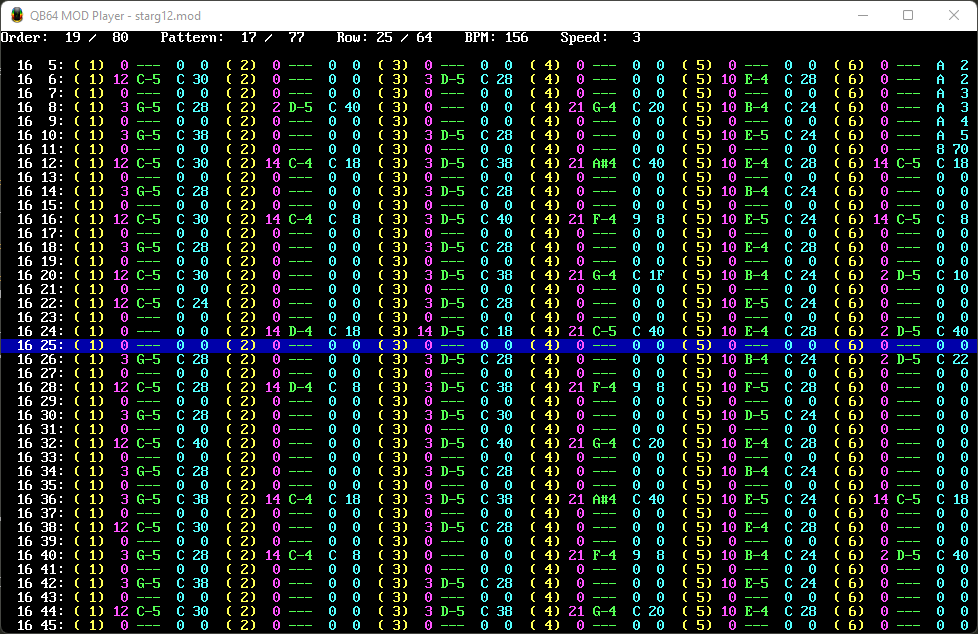 QB64 MOD Player - starg12.mod
Order: 19 / 80 Pattern: 17 / 77 Row: 25 / 64 BPM: 156 Speed: 3
16 5: ( 1) 0 --- 0 0 ( 2) 0 --- 0 0 ( 3) 0 --- 0 0 ( 4) 0 --- 0 0 ( 5) 0 --- 0 0 ( 6) 0 --- A 2
16 6: ( 1) 12 C-5 C 30 ( 2) 0 --- 0 0 ( 3) 3 D-5 C 28 ( 4) 0 --- 0 0 ( 5) 10 E-4 C 28 ( 6) 0 --- A 2
16 7: ( 1) 0 --- 0 0 ( 2) 0 --- 0 0 ( 3) 0 --- 0 0 ( 4) 0 --- 0 0 ( 5) 0 --- 0 0 ( 6) 0 --- A 3
16 8: ( 1) 3 G-5 C 28 ( 2) 2 D-5 C 40 ( 3) 0 --- 0 0 ( 4) 21 G-4 C 20 ( 5) 10 B-4 C 24 ( 6) 0 --- A 3
16 9: ( 1) 0 --- 0 0 ( 2) 0 --- 0 0 ( 3) 0 --- 0 0 ( 4) 0 --- 0 0 ( 5) 0 --- 0 0 ( 6) 0 --- A 4
16 10: ( 1) 3 G-5 C 38 ( 2) 0 --- 0 0 ( 3) 3 D-5 C 28 ( 4) 0 --- 0 0 ( 5) 10 E-5 C 24 ( 6) 0 --- A 5
16 11: ( 1) 0 --- 0 0 ( 2) 0 --- 0 0 ( 3) 0 --- 0 0 ( 4) 0 --- 0 0 ( 5) 0 --- 0 0 ( 6) 0 --- 8 70
16 12: ( 1) 12 C-5 C 30 ( 2) 14 C-4 C 18 ( 3) 3 D-5 C 38 ( 4) 21 A#4 C 40 ( 5) 10 E-4 C 28 ( 6) 14 C-5 C 18
16 13: ( 1) 0 --- 0 0 ( 2) 0 --- 0 0 ( 3) 0 --- 0 0 ( 4) 0 --- 0 0 ( 5) 0 --- 0 0 ( 6) 0 --- 0 0
16 14: ( 1) 3 G-5 C 28 ( 2) 0 --- 0 0 ( 3) 3 D-5 C 28 ( 4) 0 --- 0 0 ( 5) 10 B-4 C 24 ( 6) 0 --- 0 0
16 15: ( 1) 0 --- 0 0 ( 2) 0 --- 0 0 ( 3) 0 --- 0 0 ( 4) 0 --- 0 0 ( 5) 0 --- 0 0 ( 6) 0 --- 0 0
16 16: ( 1) 12 C-5 C 30 ( 2) 14 C-4 C 8 ( 3) 3 D-5 C 40 ( 4) 21 F-4 9 8 ( 5) 10 E-5 C 24 ( 6) 14 C-5 C 8
16 17: ( 1) 0 --- 0 0 ( 2) 0 --- 0 0 ( 3) 0 --- 0 0 ( 4) 0 --- 0 0 ( 5) 0 --- 0 0 ( 6) 0 --- 0 0
16 18: ( 1) 3 G-5 C 28 ( 2) 0 --- 0 0 ( 3) 3 D-5 C 28 ( 4) 0 --- 0 0 ( 5) 10 E-4 C 28 ( 6) 0 --- 0 0
16 19: ( 1) 0 --- 0 0 ( 2) 0 --- 0 0 ( 3) 0 --- 0 0 ( 4) 0 --- 0 0 ( 5) 0 --- 0 0 ( 6) 0 --- 0 0
16 20: ( 1) 12 C-5 C 30 ( 2) 0 --- 0 0 ( 3) 3 D-5 C 38 ( 4) 21 G-4 C 1F ( 5) 10 B-4 C 24 ( 6) 2 D-5 C 10
16 21: ( 1) 0 --- 0 0 ( 2) 0 --- 0 0 ( 3) 0 --- 0 0 ( 4) 0 --- 0 0 ( 5) 0 --- 0 0 ( 6) 0 --- 0 0
16 22: ( 1) 12 C-5 C 24 ( 2) 0 --- 0 0 ( 3) 3 D-5 C 28 ( 4) 0 --- 0 0 ( 5) 10 E-5 C 28 ( 6) 0 --- 0 0
16 23: ( 1) 0 --- 0 0 ( 2) 0 --- 0 0 ( 3) 0 --- 0 0 ( 4) 0 --- 0 0 ( 5) 0 --- 0 0 ( 6) 0 --- 0 0
16 24: ( 1) 0 --- 0 0 ( 2) 14 D-4 C 18 ( 3) 14 D-5 C 18 ( 4) 21 C-5 C 40 ( 5) 10 E-4 C 28 ( 6) 2 D-5 C 40
16 25: ( 1) 0 --- 0 0 ( 2) 0 --- 0 0 ( 3) 0 --- 0 0 ( 4) 0 --- 0 0 ( 5) 0 --- 0 0 ( 6) 0 --- 0 0
16 26: ( 1) 3 G-5 C 28 ( 2) 0 --- 0 0 ( 3) 3 D-5 C 28 ( 4) 0 --- 0 0 ( 5) 10 B-4 C 24 ( 6) 2 D-5 C 22
16 27: ( 1) 0 --- 0 0 ( 2) 0 --- 0 0 ( 3) 0 --- 0 0 ( 4) 0 --- 0 0 ( 5) 0 --- 0 0 ( 6) 0 --- 0 0
16 28: ( 1) 12 C-5 C 28 ( 2) 14 D-4 C 8 ( 3) 3 D-5 C 38 ( 4) 21 F-4 9 8 ( 5) 10 F-5 C 28 ( 6) 0 --- 0 0
16 29: ( 1) 0 --- 0 0 ( 2) 0 --- 0 0 ( 3) 0 --- 0 0 ( 4) 0 --- 0 0 ( 5) 0 --- 0 0 ( 6) 0 --- 0 0
16 30: ( 1) 3 G-5 C 28 ( 2) 0 --- 0 0 ( 3) 3 D-5 C 30 ( 4) 0 --- 0 0 ( 5) 10 D-5 C 24 ( 6) 0 --- 0 0
16 31: ( 1) 0 --- 0 0 ( 2) 0 --- 0 0 ( 3) 0 --- 0 0 ( 4) 0 --- 0 0 ( 5) 0 --- 0 0 ( 6) 0 --- 0 0
16 32: ( 1) 12 C-5 C 40 ( 2) 0 --- 0 0 ( 3) 3 D-5 C 40 ( 4) 21 G-4 C 20 ( 5) 10 E-4 C 28 ( 6) 0 --- 0 0
16 33: ( 1) 0 --- 0 0 ( 2) 0 --- 0 0 ( 3) 0 --- 0 0 ( 4) 0 --- 0 0 ( 5) 0 --- 0 0 ( 6) 0 --- 0 0
16 34: ( 1) 3 G-5 C 28 ( 2) 0 --- 0 0 ( 3) 3 D-5 C 28 ( 4) 0 --- 0 0 ( 5) 10 B-4 C 24 ( 6) 0 --- 0 0
16 35: ( 1) 0 --- 0 0 ( 2) 0 --- 0 0 ( 3) 0 --- 0 0 ( 4) 0 --- 0 0 ( 5) 0 --- 0 0 ( 6) 0 --- 0 0
16 36: ( 1) 3 G-5 C 38 ( 2) 14 C-4 C 18 ( 3) 3 D-5 C 38 ( 4) 21 A#4 C 40 ( 5) 10 E-5 C 24 ( 6) 14 C-5 C 18
16 37: ( 1) 0 --- 0 0 ( 2) 0 --- 0 0 ( 3) 0 --- 0 0 ( 4) 0 --- 0 0 ( 5) 0 --- 0 0 ( 6) 0 --- 0 0
16 38: ( 1) 12 C-5 C 30 ( 2) 0 --- 0 0 ( 3) 3 D-5 C 28 ( 4) 0 --- 0 0 ( 5) 10 E-4 C 28 ( 6) 0 --- 0 0
16 39: ( 1) 0 --- 0 0 ( 2) 0 --- 0 0 ( 3) 0 --- 0 0 ( 4) 0 --- 0 0 ( 5) 0 --- 0 0 ( 6) 0 --- 0 0
16 40: ( 1) 3 G-5 C 28 ( 2) 14 C-4 C 8 ( 3) 0 --- 0 0 ( 4) 21 F-4 9 8 ( 5) 10 B-4 C 24 ( 6) 2 D-5 C 40
16 41: ( 1) 0 --- 0 0 ( 2) 0 --- 0 0 ( 3) 0 --- 0 0 ( 4) 0 --- 0 0 ( 5) 0 --- 0 0 ( 6) 0 --- 0 0
16 42: ( 1) 3 G-5 C 38 ( 2) 0 --- 0 0 ( 3) 3 D-5 C 28 ( 4) 0 --- 0 0 ( 5) 10 E-5 C 24 ( 6) 0 --- 0 0
16 43: ( 1) 0 --- 0 0 ( 2) 0 --- 0 0 ( 3) 0 --- 0 0 ( 4) 0 --- 0 0 ( 5) 0 --- 0 0 ( 6) 0 --- 0 0
16 44: ( 1) 12 C-5 C 30 ( 2) 0 --- 0 0 ( 3) 3 D-5 C 38 ( 4) 21 G-4 C 20 ( 5) 10 E-4 C 28 ( 6) 0 --- 0 0
16 45: ( 1) 0 --- 0 0 ( 2) 0 --- 0 0 ( 3) 0 --- 0 0 ( 4) 0 --- 0 0 ( 5) 0 --- 0 0 ( 6) 0 --- 0 0